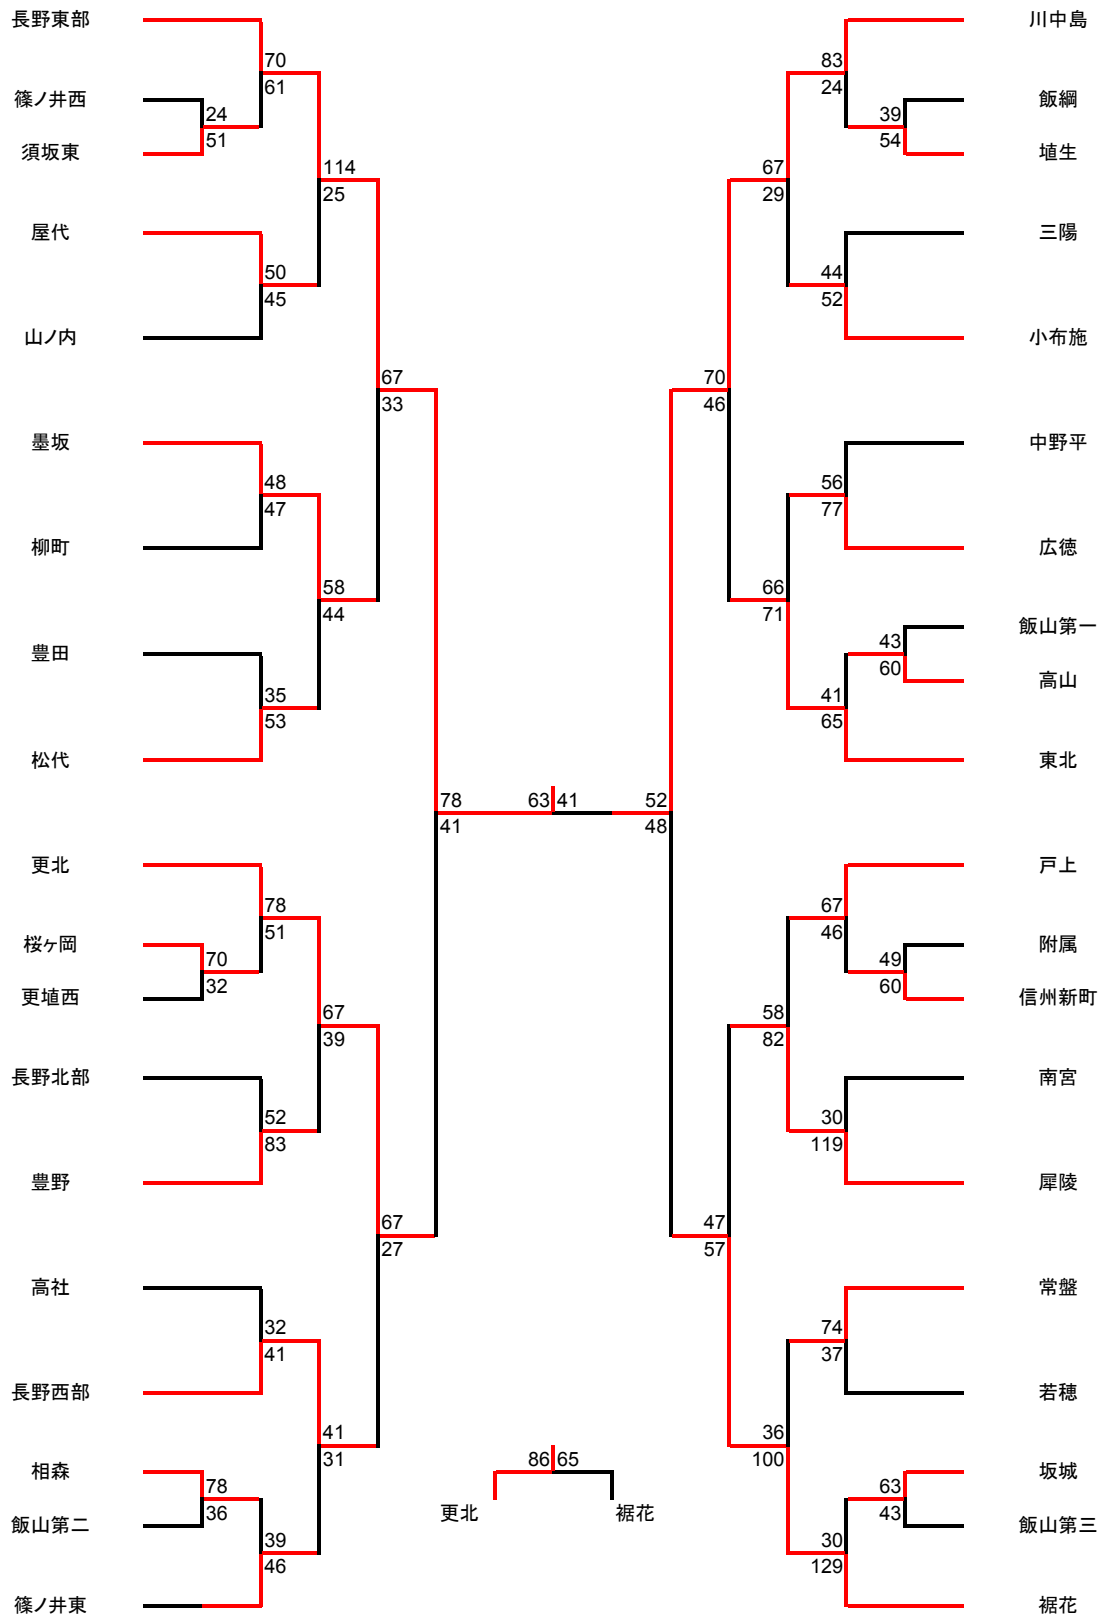 長野東部
70
61
篠ノ井西
24
51
須坂東
114
25
屋代
50
45
山ノ内
67
33
墨坂
48
47
柳町
58
44
豊田
35
53
松代
78
41
更北
78
51
桜ヶ岡
70
32
更埴西
67
39
長野北部
52
83
豊野
67
27
高社
32
41
長野西部
41
31
相森
78
36
飯山第二
39
46
篠ノ井東
63 41
86 65
更北 裾花
川中島
83
24
飯綱
39
54
埴生
67
29
三陽
44
52
小布施
70
46
中野平
56
77
広徳
66
71
飯山第一
43
60
高山
41
65
東北
52
48
戸上
67
46
附属
49
60
信州新町
58
82
南宮
30
119
犀陵
47
57
常盤
74
37
若穂
36
100
坂城
63
43
飯山第三
30
129
裾花